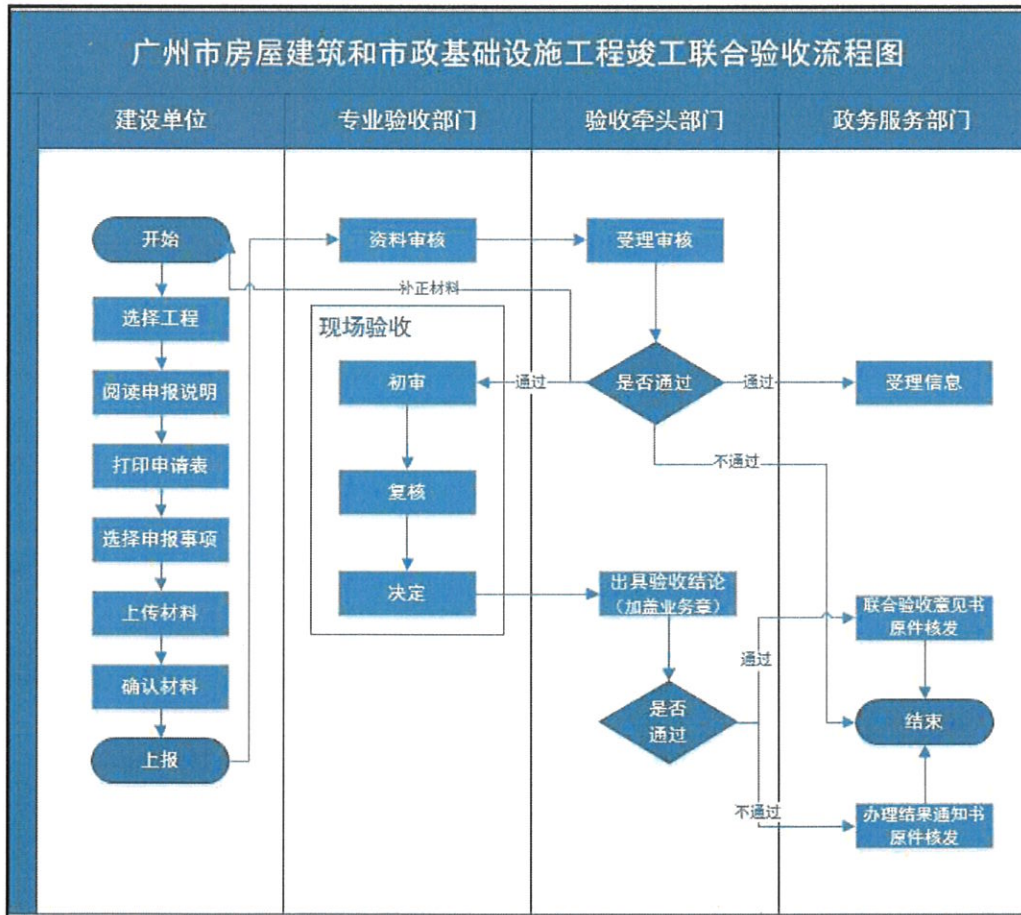 广州市房屋建筑和市政基础设施工程竣工联合验收流程图
建设单位
专业验收部门
验收牵头部门
政务服务部门
开始
资料审核
受理审核
补正材料
选择工程
现场验收
阅读申报说明
初审
通过
是否通过
通过
受理信息
打印申请表
不通过
复核
选择申报事项
上传材料
决定
出具验收结论
（加盖业务章）
联合验收意见书
原件核发
通过
确认材料
是否
通过
结束
上报
不通过
办理结果通知书
原件核发